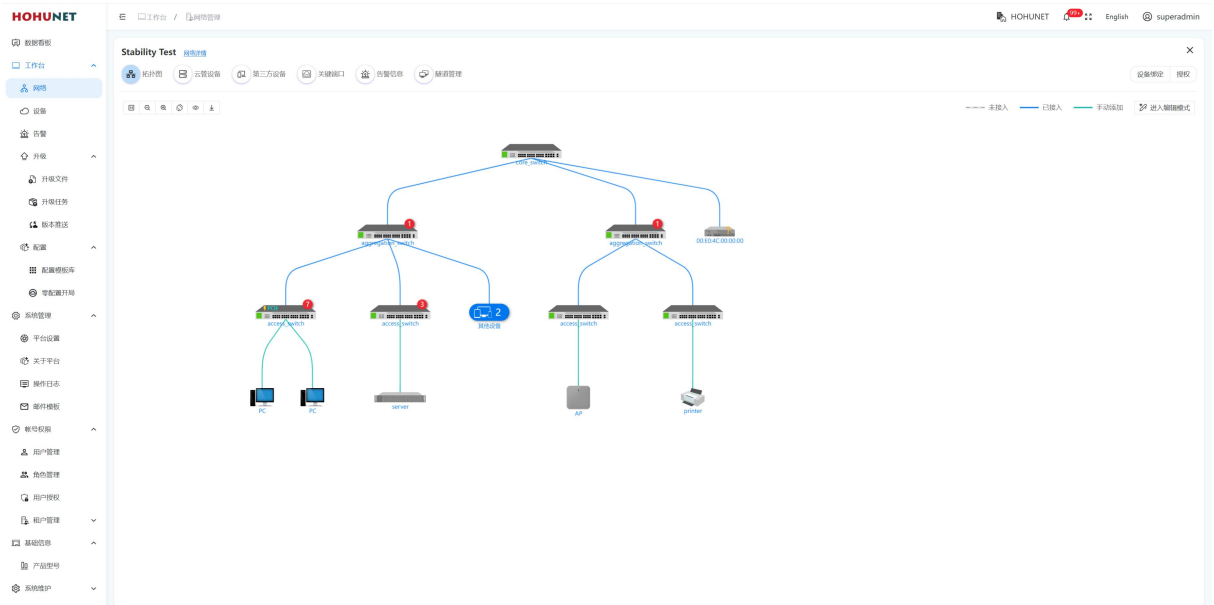 HOHUNET
工作台 / 网络管理
HOHUNET
99+
English
superadmin
数据看板
工作台
网络
设备
告警
升级
升级文件
升级任务
版本推送
配置
配置模板库
零配置开局
系统管理
平台设置
关于平台
操作日志
邮件模板
帐号权限
用户管理
角色管理
用户授权
租户管理
基础信息
产品型号
系统维护
Stability Test 网络详情
拓扑图 云管设备 第三方设备 关键端口 告警信息 隧道管理
设备绑定 授权
未接入 已接入 手动添加 进入编辑模式
core_switch
1
aggregation_switch
1
aggregation_switch
00:ED:4C:00:00:00
POE
7
access_switch
3
access_switch
2
其他设备
access_switch
access_switch
PC
PC
server
AP
printer